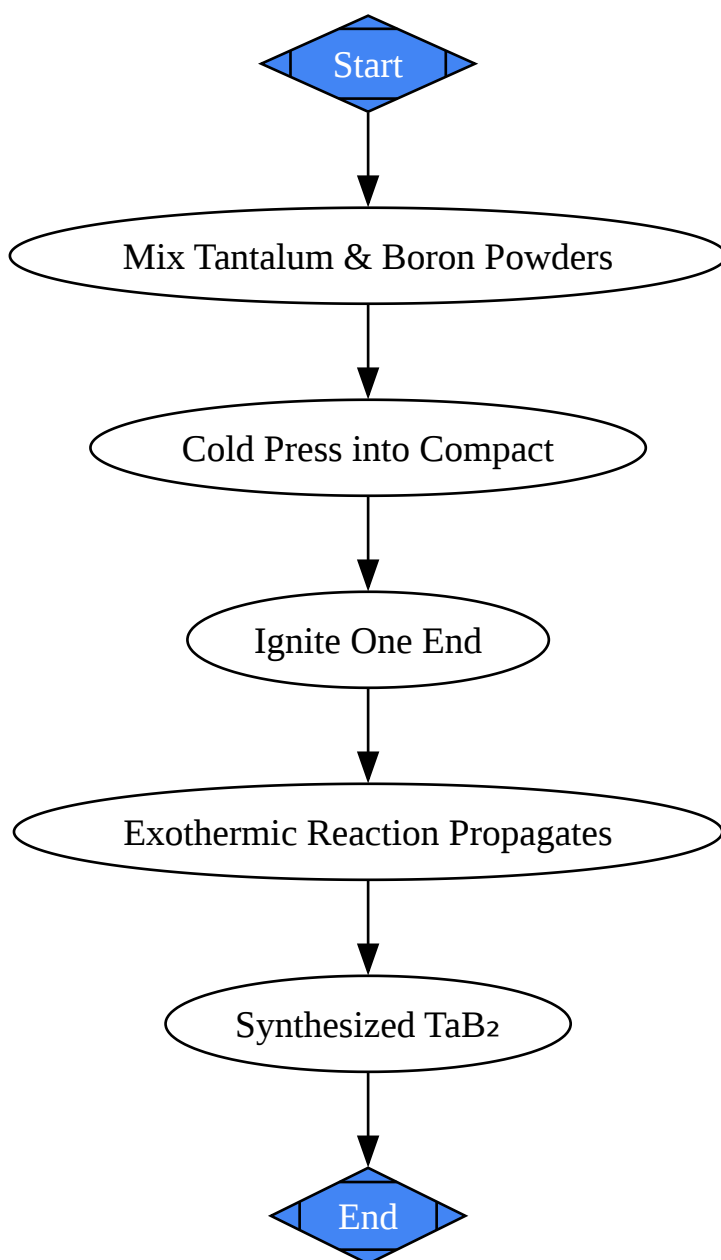 Start
Mix Tantalum & Boron Powders
Cold Press into Compact
Ignite One End
Exothermic Reaction Propagates
Synthesized TaB₂
End